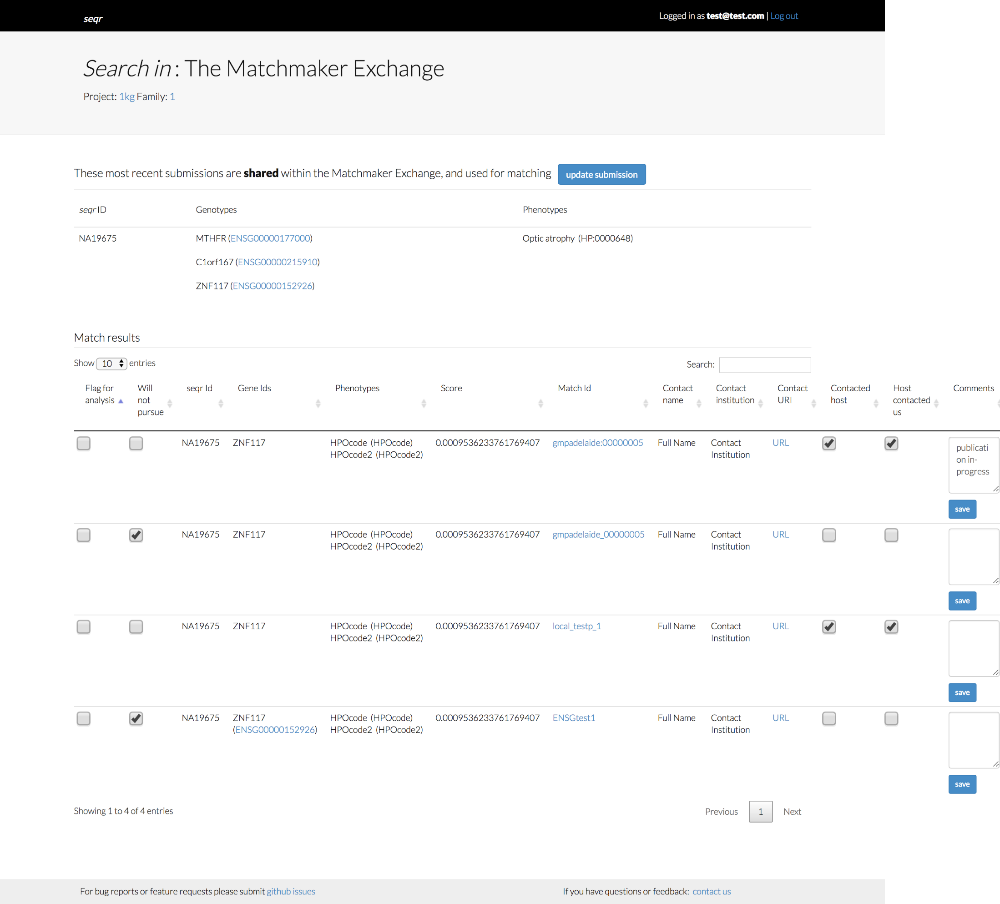 seqr
Logged in as test@test.com | Log out
Search in : The Matchmaker Exchange
Project: 1kg Family: 1
These most recent submissions are shared within the Matchmaker Exchange, and used for matching update submission
seqr ID Genotypes Phenotypes
NA19675 MTHFR (ENSG00000177000) Optic atrophy (HP:0000648)
C1orf167 (ENSG00000215910)
ZNF117 (ENSG00000152926)
Match results
Show 10 entries Search:
Flag for Will seqr Id Gene Ids Phenotypes Score Match Id Contact Contact Contact Contacted Host Comments
analysis not name institution URI host contacted
pursue us
NA19675 ZNF117 HPOcode (HPOcode) 0.0009536233761769407 gmpadelaide:00000005 Full Name Contact URL publicati
HPOcode2 (HPOcode2) Institution on in-
progress
save
NA19675 ZNF117 HPOcode (HPOcode) 0.0009536233761769407 gmpadelaide_00000005 Full Name Contact URL
HPOcode2 (HPOcode2) Institution
save
NA19675 ZNF117 HPOcode (HPOcode) 0.0009536233761769407 local_testp_1 Full Name Contact URL
HPOcode2 (HPOcode2) Institution
save
NA19675 ZNF117 HPOcode (HPOcode) 0.0009536233761769407 ENSGtest1 Full Name Contact URL
(ENSG00000152926) HPOcode2 (HPOcode2) Institution
save
Showing 1 to 4 of 4 entries Previous 1 Next
For bug reports or feature requests please submit github issues If you have questions or feedback: contact us